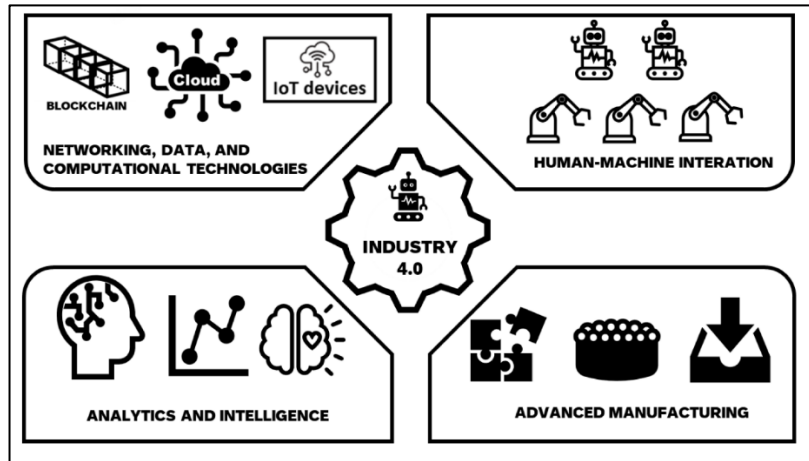 BLOCKCHAIN
Cloud
IoT devices
NETWORKING, DATA, AND
COMPUTATIONAL TECHNOLOGIES
HUMAN-MACHINE INTERATION
INDUSTRY
4.0
ANALYTICS AND INTELLIGENCE
ADVANCED MANUFACTURING